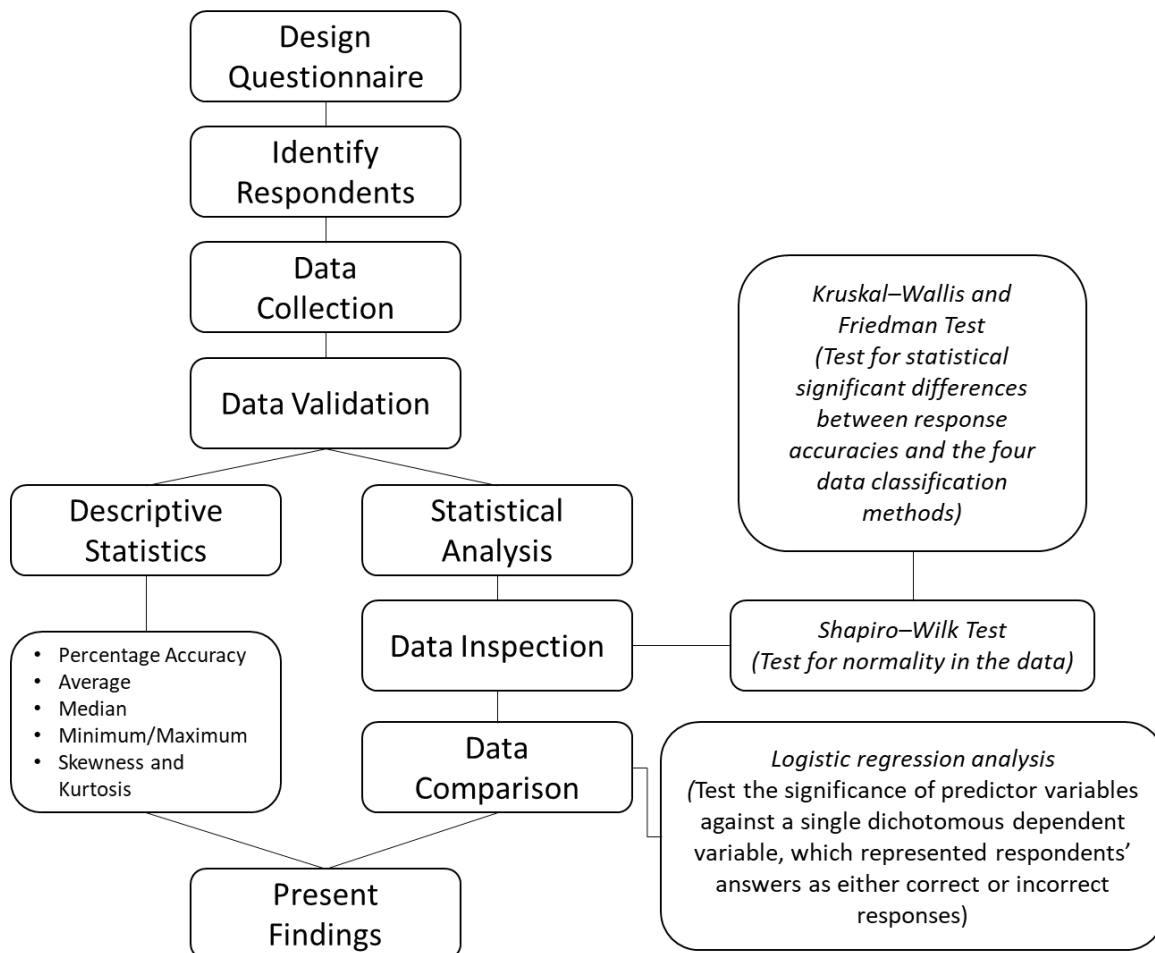 Design
Questionnaire
Identify
Respondents
Data
Collection
Data Validation
Descriptive
Statistics
• Percentage Accuracy
• Average
• Median
• Minimum/Maximum
• Skewness and
Kurtosis
Statistical
Analysis
Data Inspection
Shapiro–Wilk Test
(Test for normality in the data)
Kruskal–Wallis and
Friedman Test
(Test for statistical
significant differences
between response
accuracies and the four
data classification
methods)
Data
Comparison
Logistic regression analysis
(Test the significance of predictor variables
against a single dichotomous dependent
variable, which represented respondents’
answers as either correct or incorrect
responses)
Present
Findings